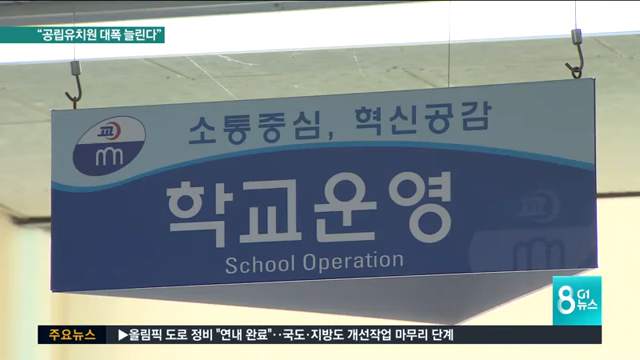 “공립유치원 대폭 늘린다”
소통중심, 혁신공감
학교운영
School Operation
8 G1
뉴스
주요뉴스 ▶올림픽 도로 정비 "연내 완료"··국도·지방도 개선작업 마무리 단계